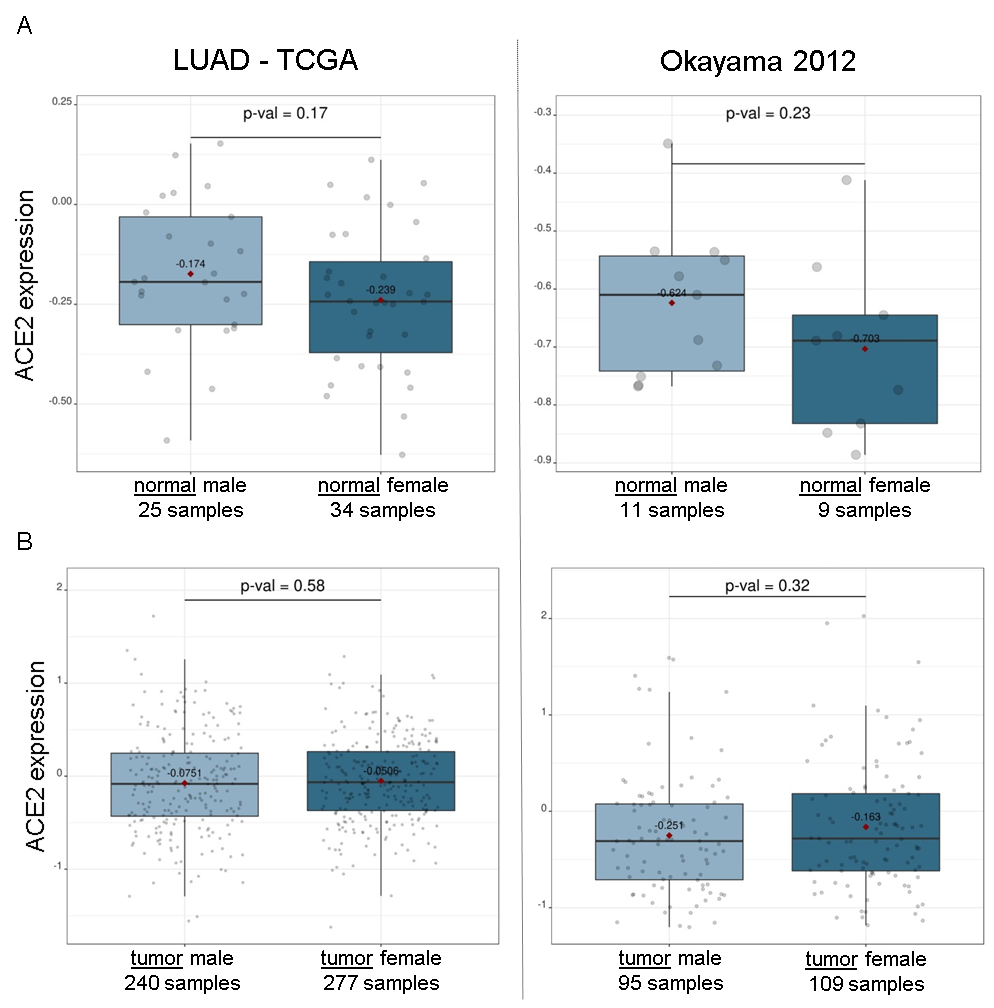 A
LUAD - TCGA
Okayama 2012
p-val = 0.17
p-val = 0.23
ACE2 expression
0.25
0.00
-0.25
-0.50
-0.174
-0.239
-0.3
-0.4
-0.5
-0.6
-0.7
-0.8
-0.9
-0.624
-0.703
normal male
25 samples
normal female
34 samples
normal male
11 samples
normal female
9 samples
B
p-val = 0.58
p-val = 0.32
ACE2 expression
2
1
0
-1
-0.0751
-0.0506
2
1
0
-1
-0.251
-0.163
tumor male
240 samples
tumor female
277 samples
tumor male
95 samples
tumor female
109 samples